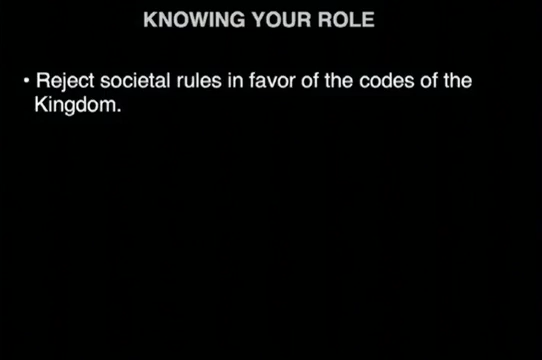 KNOWING YOUR ROLE
• Reject societal rules in favor of the codes of the
Kingdom.